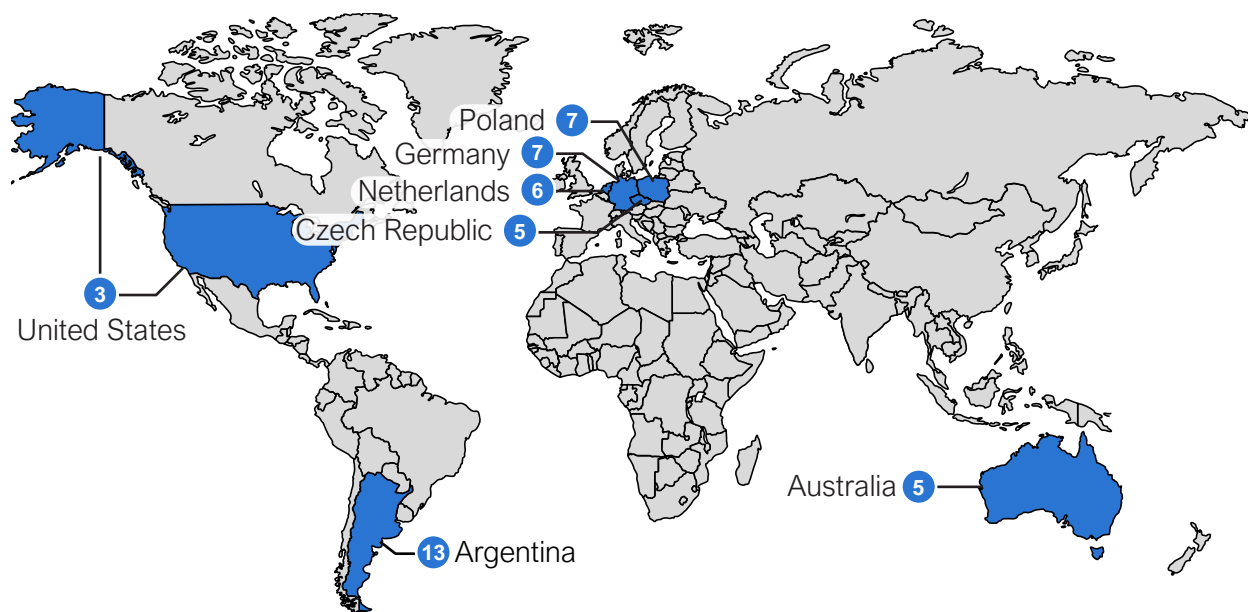 Poland 7
Germany 7
Netherlands 6
Czech Republic 5
3
United States
Australia 5
13 Argentina